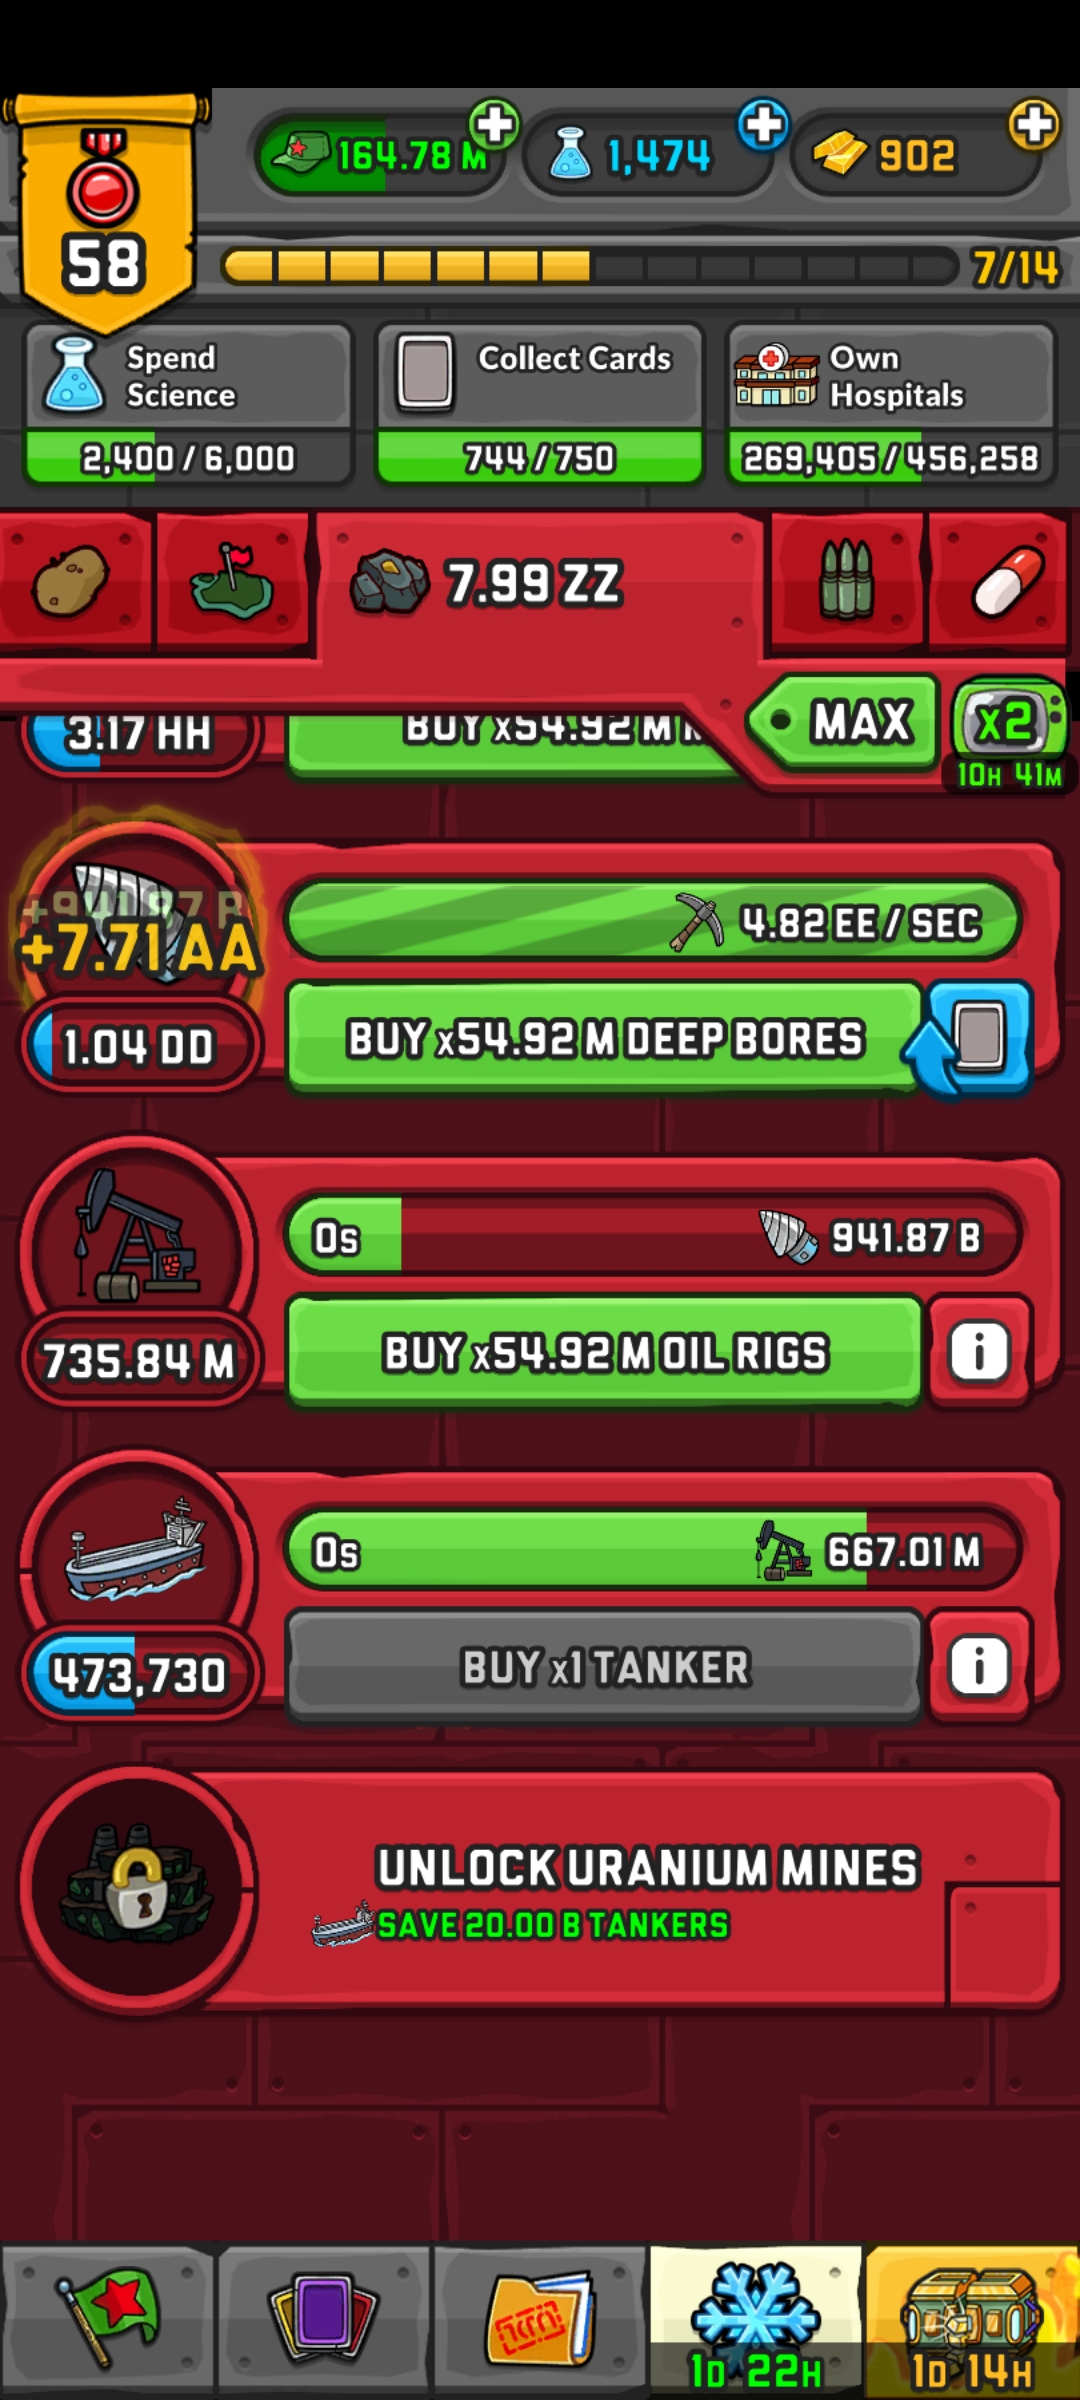 164.78 M
1,474
902
58
7/14
Spend
Science
2,400 / 6,000
Collect Cards
744 / 750
Own
Hospitals
269,405 / 456,258
7.99 ZZ
MAX
x2
10H 41M
3.17 HH
BUY x54.92 M
+941.87 B
+7.71 AA
4.82 EE / SEC
1.04 DD
BUY x54.92 M DEEP BORES
0s
941.87 B
735.84 M
BUY x54.92 M OIL RIGS
i
0s
667.01 M
473,730
BUY x1 TANKER
i
UNLOCK URANIUM MINES
SAVE 20.00 B TANKERS
1D 22H
1D 14H